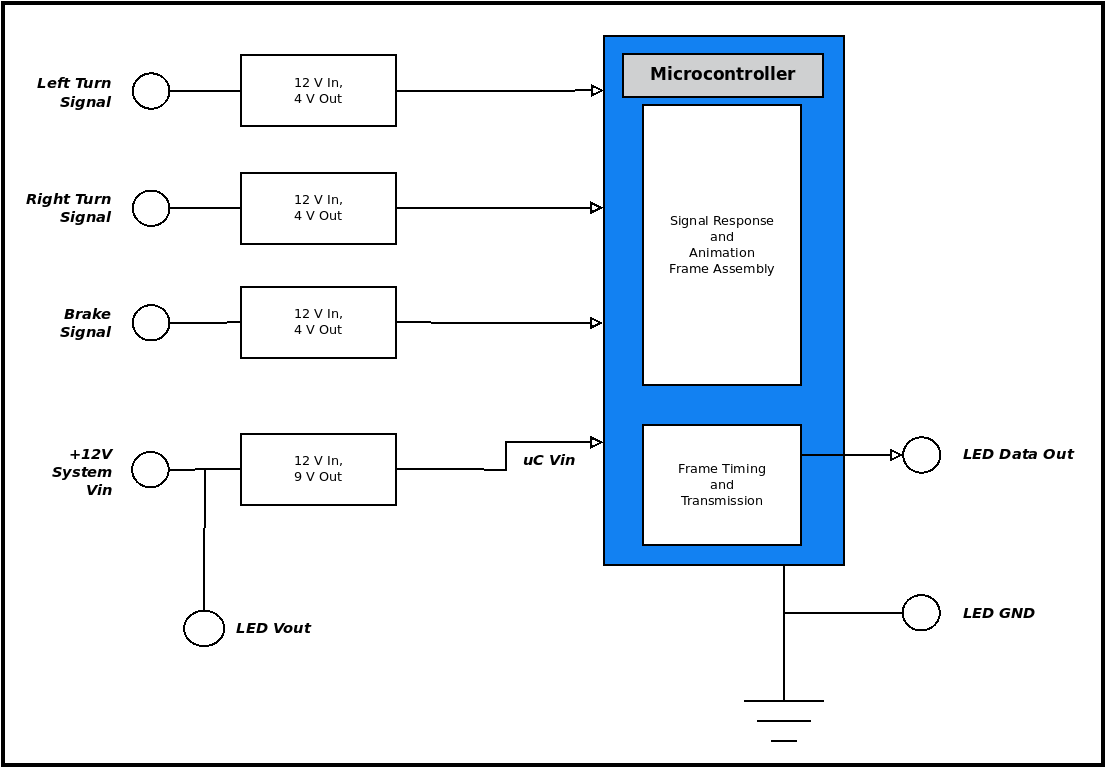 Left Turn
Signal
12 V In,
4 V Out
Microcontroller
Right Turn
Signal
12 V In,
4 V Out
Signal Response
and
Animation
Frame Assembly
Brake
Signal
12 V In,
4 V Out
+12V
System
Vin
12 V In,
9 V Out
uC Vin
Frame Timing
and
Transmission
LED Data Out
LED Vout
LED GND